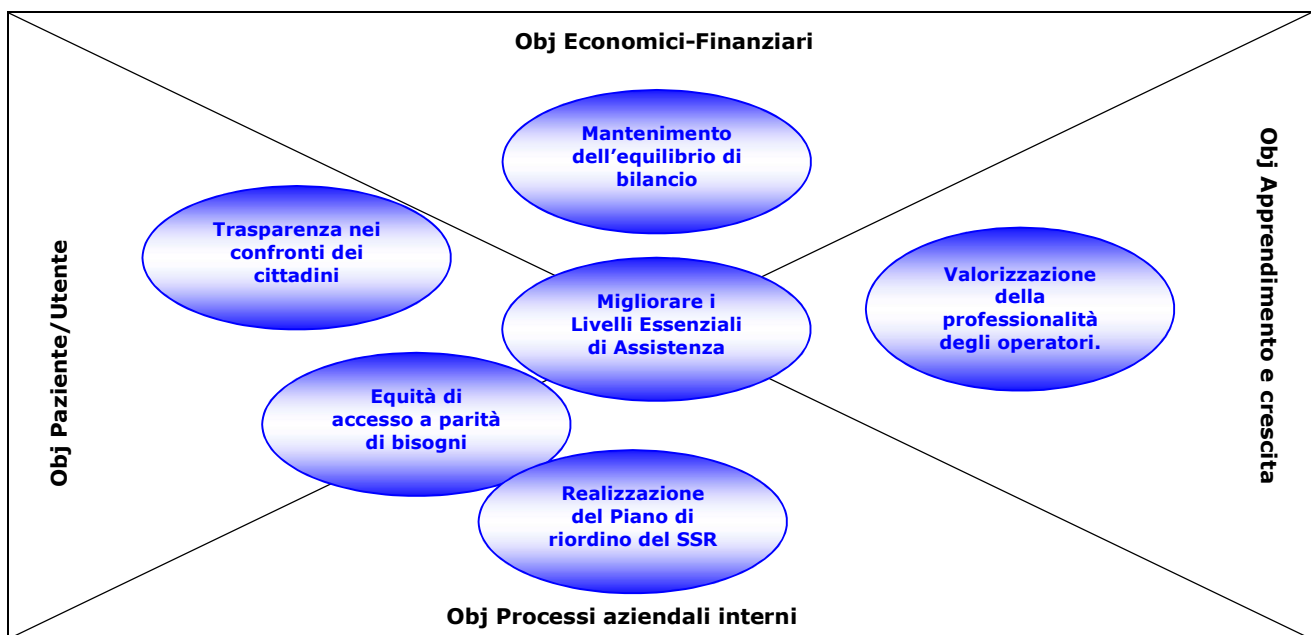 Obj Economici-Finanziari
Mantenimento
dell’equilibrio di
bilancio
Trasparenza nei
confronti dei
cittadini
Obj Paziente/Utente
Migliorare i
Livelli Essenziali
di Assistenza
Valorizzazione
della
professionalità
degli operatori.
Obj Apprendimento e crescita
Equità di
accesso a parità
di bisogni
Realizzazione
del Piano di
riordino del SSR
Obj Processi aziendali interni